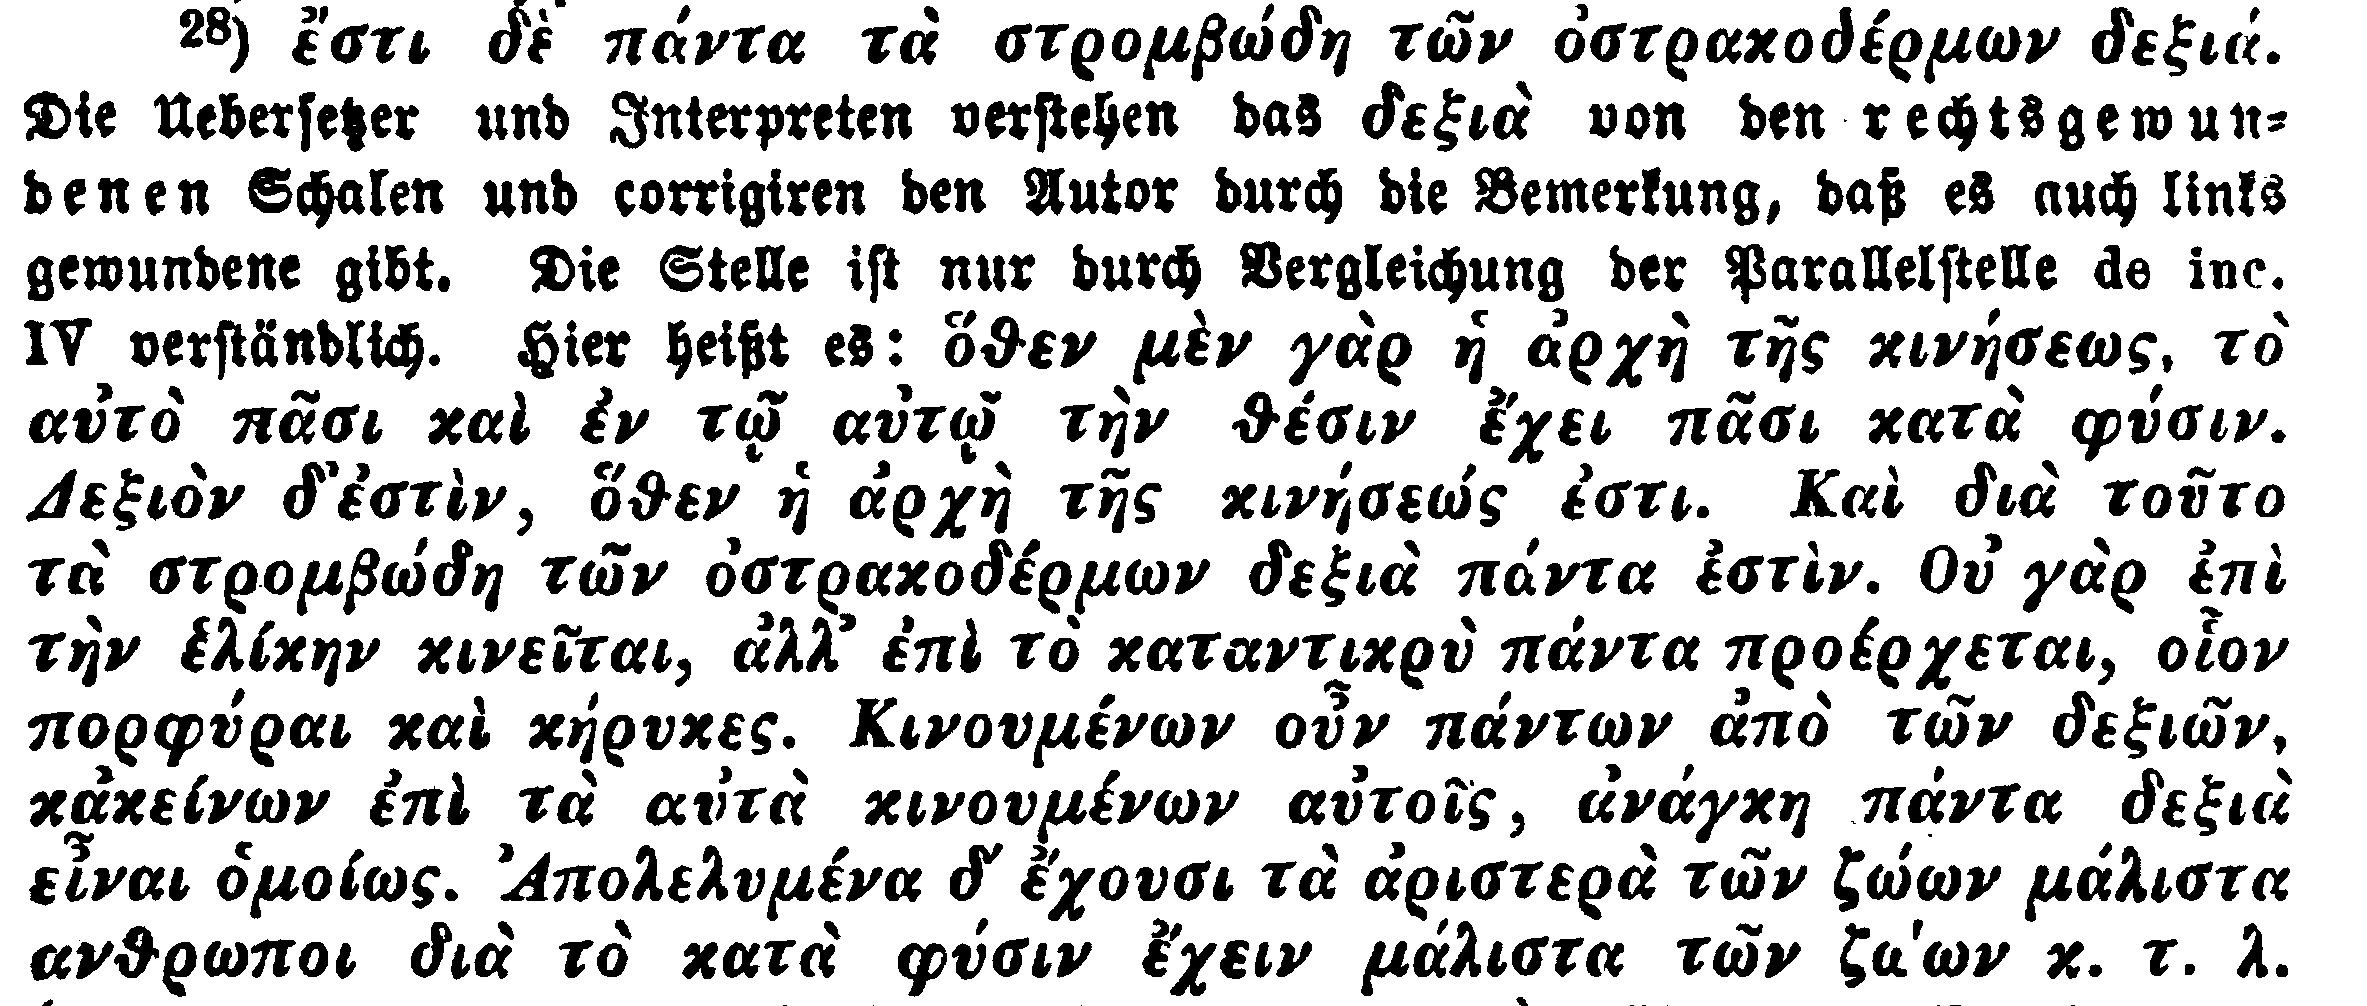 28) ἔστι δὲ πάντα τὰ στρομβώδη τῶν ὀστρακοδέρμων δεξιά.
Die Uebersetzer und Interpreten verstehen das δεξιὰ von den rechtsgewun-
denen Schalen und corrigiren den Autor durch die Bemerkung, daß es auch links
gewundene gibt. Die Stelle ist nur durch Vergleichung der Parallelstelle de inc.
IV verständlich. Hier heißt es: ὅθεν μὲν γὰρ ἡ ἀρχὴ τῆς κινήσεως, τὸ
αὐτὸ πᾶσι καὶ ἐν τῷ αὐτῷ τὴν θέσιν ἔχει πᾶσι κατὰ φύσιν.
Δεξιὸν δ'ἐστὶν, ὅθεν ἡ ἀρχὴ τῆς κινήσεώς ἐστι. Καὶ διὰ τοῦτο
τὰ στρομβώδη τῶν ὀστρακοδέρμων δεξιὰ πάντα ἐστὶν. Οὐ γὰρ ἐπὶ
τὴν ἑλίκην κινεῖται, ἀλλ' ἐπὶ τὸ καταντικρὺ πάντα προέρχεται, οἷον
πορφύραι καὶ κήρυκες. Κινουμένων οὖν πάντων ἀπὸ τῶν δεξιῶν,
κἀκείνων ἐπὶ τὰ αὐτὰ κινουμένων αὐτοῖς, ἀνάγκη πάντα δεξιὰ
εἶναι ὁμοίως. Ἀπολελυμένα δ' ἔχουσι τὰ ἀριστερὰ τῶν ζώων μάλιστα
ανθρωποι διὰ τὸ κατὰ φύσιν ἔχειν μάλιστα τῶν ζώων κ. τ. λ.